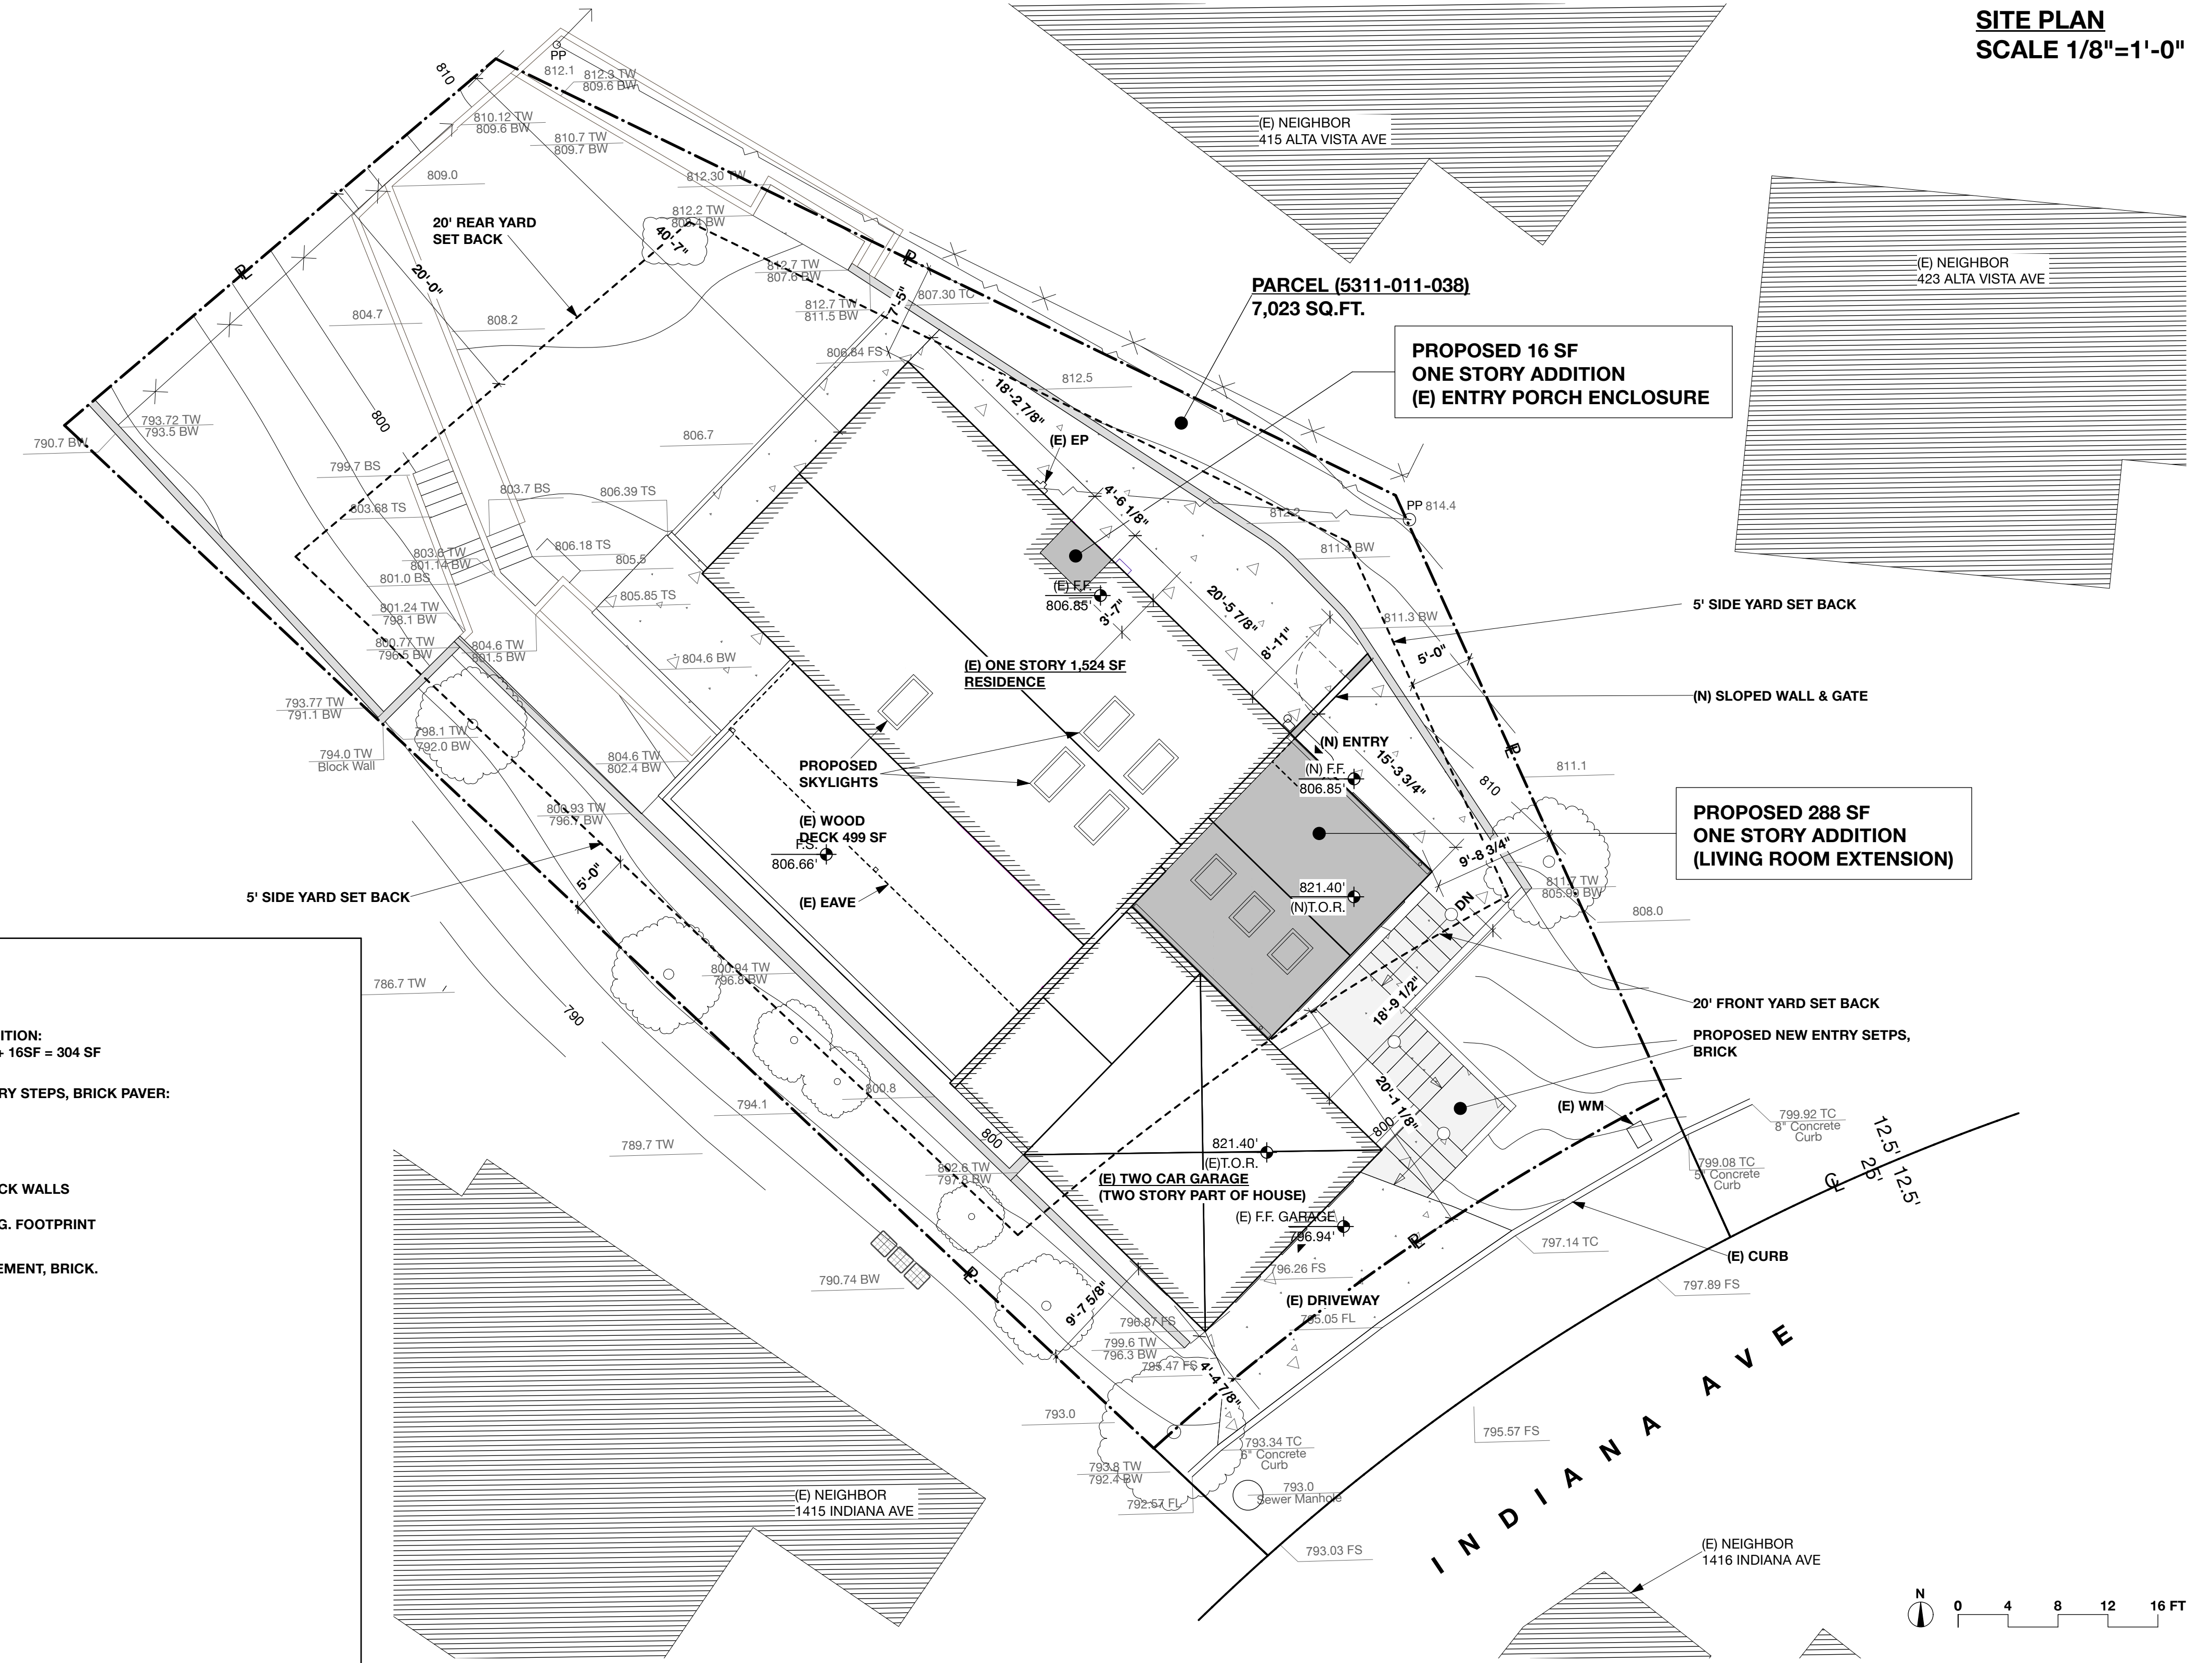 SITE PLAN
SCALE 1/8"=1'-0"
PP
812.1
812.3 TW
809.6 BW
810
810.12 TW
809.6 BW
810.7 TW
809.7 BW
809.0
812.30 TW
812.2 TW
20' REAR YARD
SET BACK
40'-7"
20'-0"
812.7 TW
807.6 BW
812.7 TW
811.5 BW
7'-5"
807.30 TC
804.7
808.2
806.84 FS
812.5
(E) NEIGHBOR
415 ALTA VISTA AVE
(E) NEIGHBOR
423 ALTA VISTA AVE
PARCEL (5311-011-038)
7,023 SQ.FT.
PROPOSED 16 SF
ONE STORY ADDITION
(E) ENTRY PORCH ENCLOSURE
18'-2 7/8"
(E) EP
4'-6 1/8"
800
793.72 TW
793.5 BW
790.7 BW
806.7
799.7 BS
803.7 BS
806.39 TS
803.68 TS
812.2
PP 814.4
811.4 BW
803.6 TW
801.14 BW
801.0 BS
806.18 TS
805.5
805.85 TS
801.24 TW
798.1 BW
800.77 TW
796.5 BW
804.6 TW
801.5 BW
804.6 BW
(E) F.F.
806.85'
3'-7"
20'-5 7/8"
8'-11"
811.3 BW
5'-0"
5' SIDE YARD SET BACK
(E) ONE STORY 1,524 SF
RESIDENCE
(N) SLOPED WALL & GATE
793.77 TW
791.1 BW
794.0 TW
Block Wall
798.1 TW
792.0 BW
804.6 TW
802.4 BW
PROPOSED
SKYLIGHTS
(N) ENTRY
(N) F.F.
806.85'
15'-3 3/4"
810
811.1
800.93 TW
796.7 BW
(E) WOOD
DECK 499 SF
F.S.
806.66'
PROPOSED 288 SF
ONE STORY ADDITION
(LIVING ROOM EXTENSION)
9'-8 3/4"
5'-0"
5' SIDE YARD SET BACK
(E) EAVE
821.40'
(N)T.O.R.
DN
811.7 TW
808.0
800.94 TW
796.8 BW
786.7 TW
790
18'-9 1/2"
20' FRONT YARD SET BACK
PROPOSED NEW ENTRY SETPS,
BRICK
ITION:
+ 16SF = 304 SF
RY STEPS, BRICK PAVER:
CK WALLS
G. FOOTPRINT
EMENT, BRICK.
800.8
794.1
789.7 TW
800
20'-1 1/8"
800
(E) WM
799.92 TC
8" Concrete
Curb
799.08 TC
5" Concrete
Curb
12.5'
25'
12.5'
CL
821.40'
(E)T.O.R.
802.6 TW
797.8 BW
(E) TWO CAR GARAGE
(TWO STORY PART OF HOUSE)
(E) F.F. GARAGE
796.94'
797.14 TC
(E) CURB
797.89 FS
790.74 BW
796.26 FS
(E) DRIVEWAY
795.05 FL
9'-7 5/8"
796.87 FS
799.6 TW
796.3 BW
795.47 FS
4'-4 7/8"
793.0
793.34 TC
6" Concrete
Curb
795.57 FS
793.8 TW
792.4 BW
792.67 FL
793.0
Sewer Manhole
793.03 FS
INDIANA AVE
(E) NEIGHBOR
1415 INDIANA AVE
(E) NEIGHBOR
1416 INDIANA AVE
N
0 4 8 12 16 FT